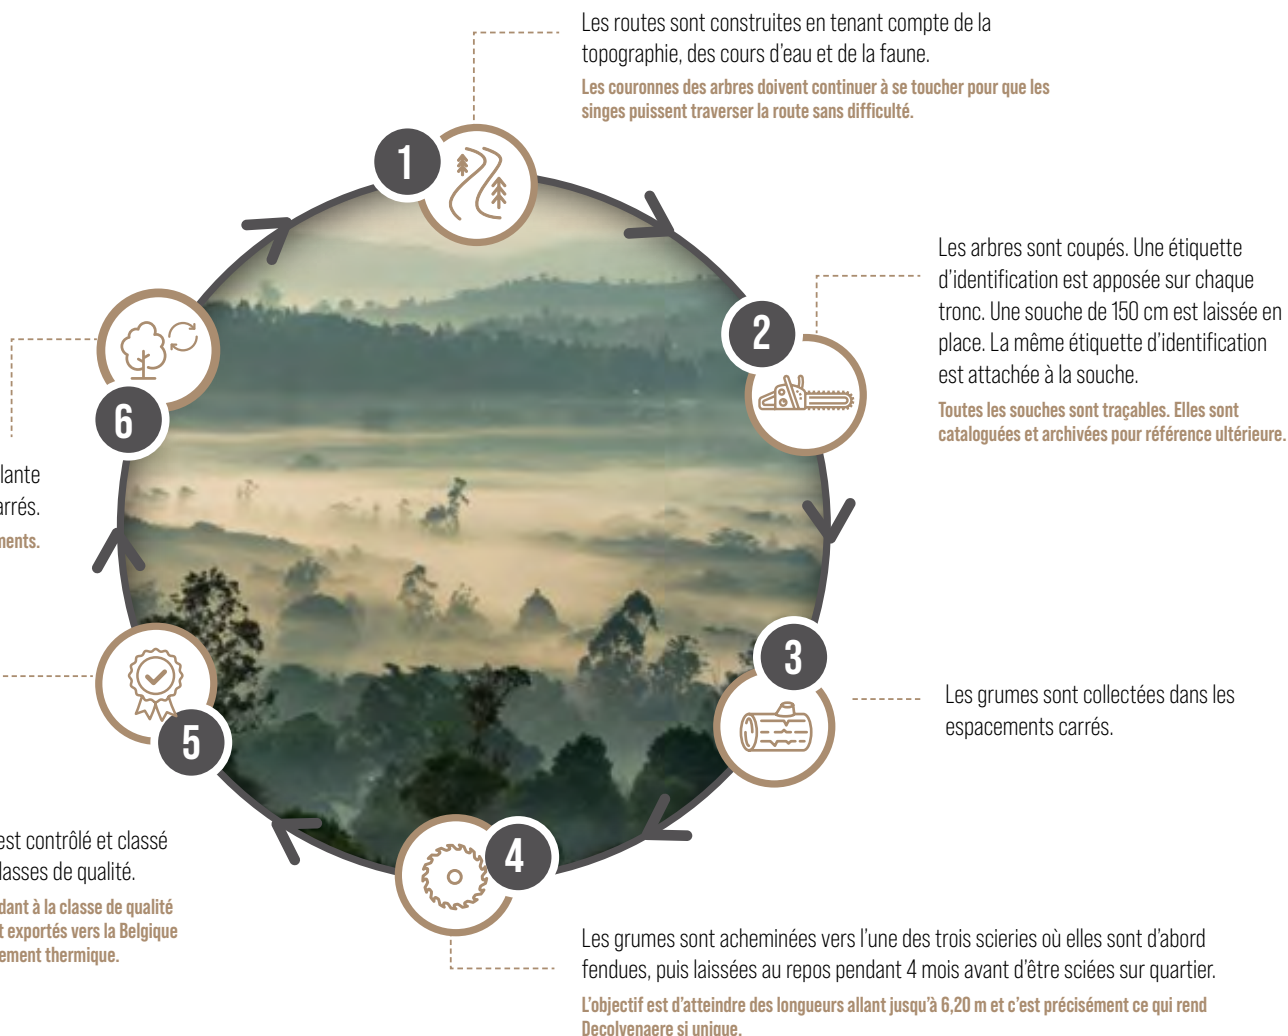 Les routes sont construites en tenant compte de la
topographie, des cours d'eau et de la faune.
Les couronnes des arbres doivent continuer à se toucher pour que les
singes puissent traverser la route sans difficulté.
1
2
Les arbres sont coupés. Une étiquette
d'identification est apposée sur chaque
tronc. Une souche de 150 cm est laissée en
place. La même étiquette d'identification
est attachée à la souche.
Toutes les souches sont traçables. Elles sont
cataloguées et archivées pour référence ultérieure.
3
Les grumes sont collectées dans les
espacements carrés.
4
Les grumes sont acheminées vers l'une des trois scieries où elles sont d'abord
fendues, puis laissées au repos pendant 4 mois avant d'être sciées sur quartier.
L'objectif est d'atteindre des longueurs allant jusqu'à 6,20 m et c'est précisément ce qui rend
Decolvenaere si unique.
5
est contrôlé et classé
lasses de qualité.
dant à la classe de qualité
t exportés vers la Belgique
ement thermique.
6
lante
arrés.
ments.